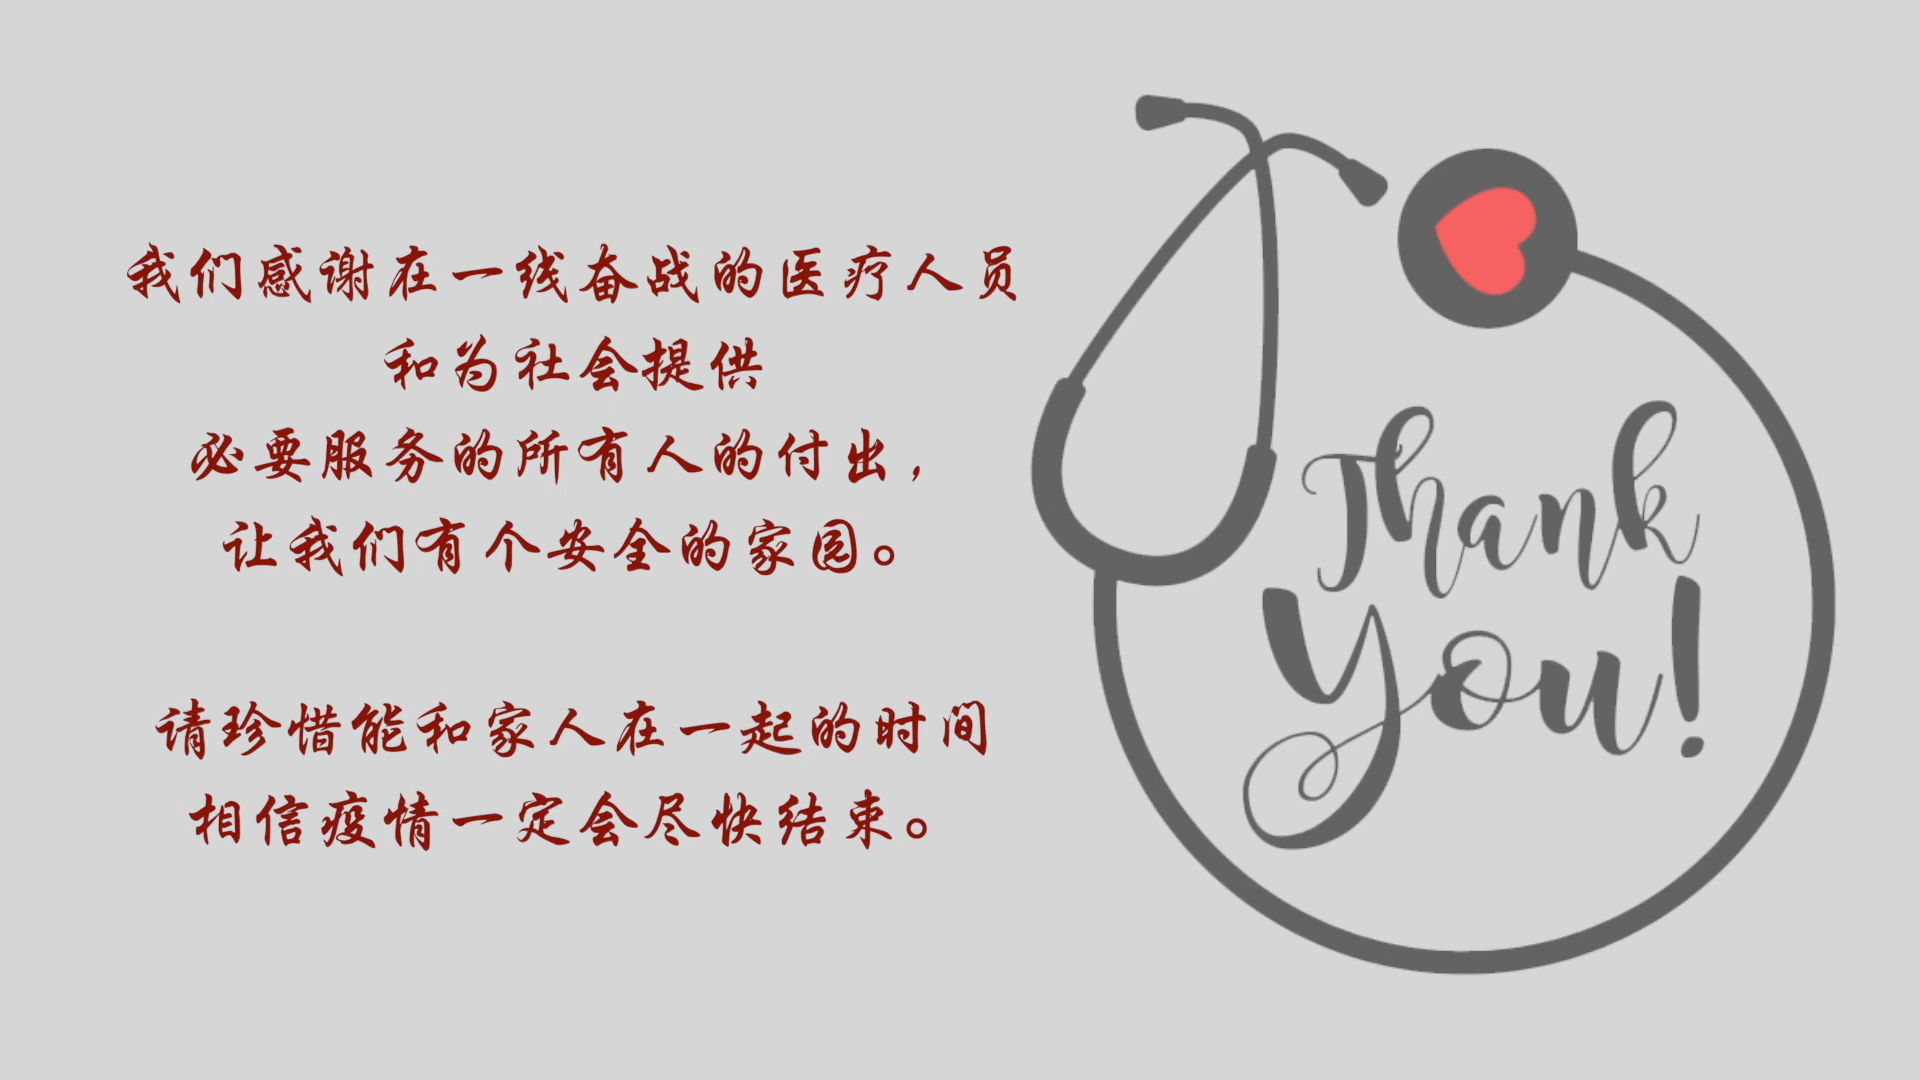 我们感谢在一线奋战的医疗人员
和为社会提供
必要服务的所有人的付出，
让我们有个安全的家园。
请珍惜能和家人在一起的时间
相信疫情一定会尽快结束。
Thank
You!